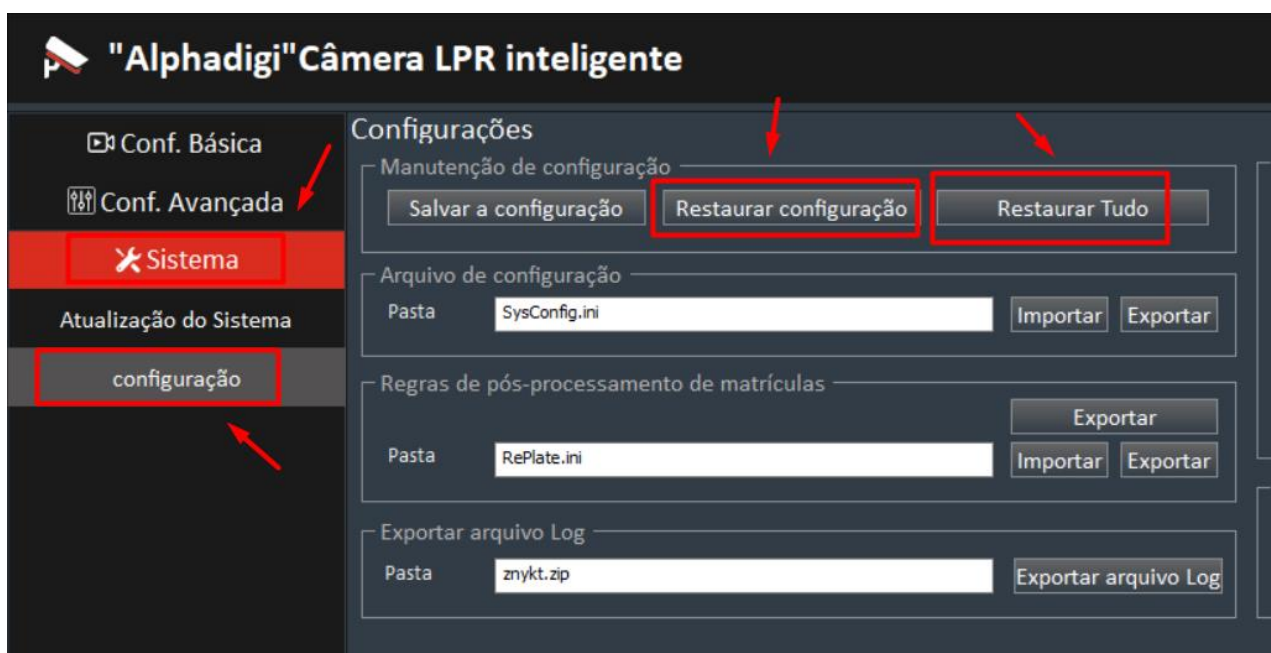 "Alphadigi"Câmera LPR inteligente
Conf. Básica
Conf. Avançada
Sistema
Atualização do Sistema
configuração
Configurações
Manutenção de configuração
Salvar a configuração Restaurar configuração Restaurar Tudo
Arquivo de configuração
Pasta SysConfig.ini Importar Exportar
Regras de pós-processamento de matrículas
Exportar
Pasta RePlate.ini Importar Exportar
Exportar arquivo Log
Pasta znykt.zip Exportar arquivo Log